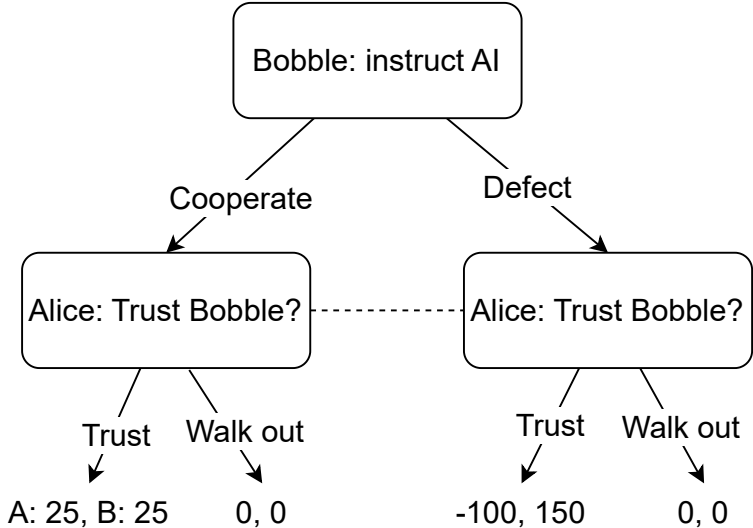 Bobble: instruct AI
Cooperate
Defect
Alice: Trust Bobble?
Alice: Trust Bobble?
Trust
Walk out
Trust
Walk out
A: 25, B: 25
0, 0
-100, 150
0, 0